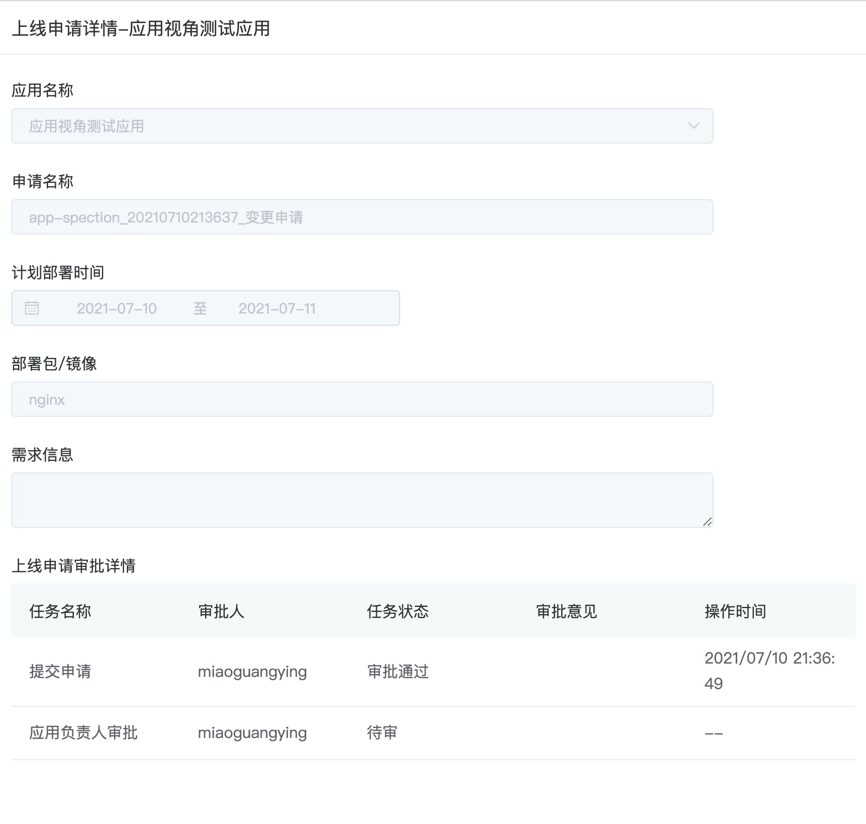 上线申请详情-应用视角测试应用
应用名称
应用视角测试应用
申请名称
app-spection_20210710213637_变更申请
计划部署时间
2021-07-10 至 2021-07-11
部署包/镜像
nginx
需求信息
上线申请审批详情
任务名称 审批人 任务状态 审批意见 操作时间
提交申请 miaoguangying 审批通过 2021/07/10 21:36:
49
应用负责人审批 miaoguangying 待审 --